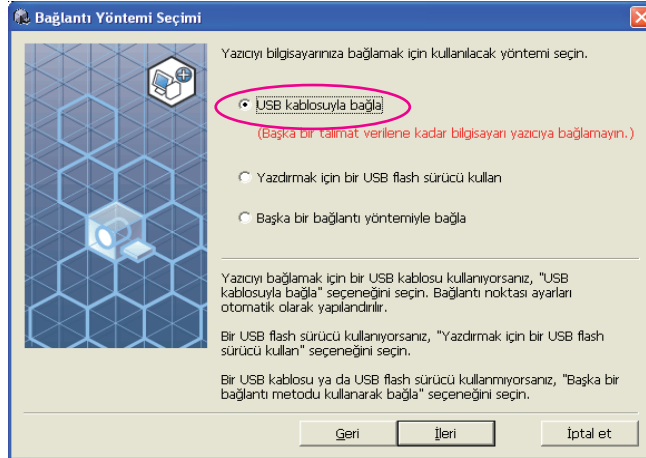 Bağlantı Yöntemi Seçimi
Yazıcıyı bilgisayarınıza bağlamak için kullanılacak yöntemi seçin.
USB kablosuyla bağla
(Başka bir talimat verilene kadar bilgisayarı yazıcıya bağlamayın.)
Yazdırmak için bir USB flash sürücü kullan
Başka bir bağlantı yöntemiyle bağla
Yazıcıyı bağlamak için bir USB kablosu kullanıyorsanız, "USB
kablosuyla bağla" seçeneğini seçin. Bağlantı noktası ayarları
otomatik olarak yapılandırılır.
Bir USB flash sürücü kullanıyorsanız, "Yazdırmak için bir USB flash
sürücü kullan" seçeneğini seçin.
Bir USB kablosu ya da USB flash sürücü kullanmıyorsanız, "Başka bir
bağlantı metodu kullanarak bağla" seçeneğini seçin.
Geri İleri İptal et